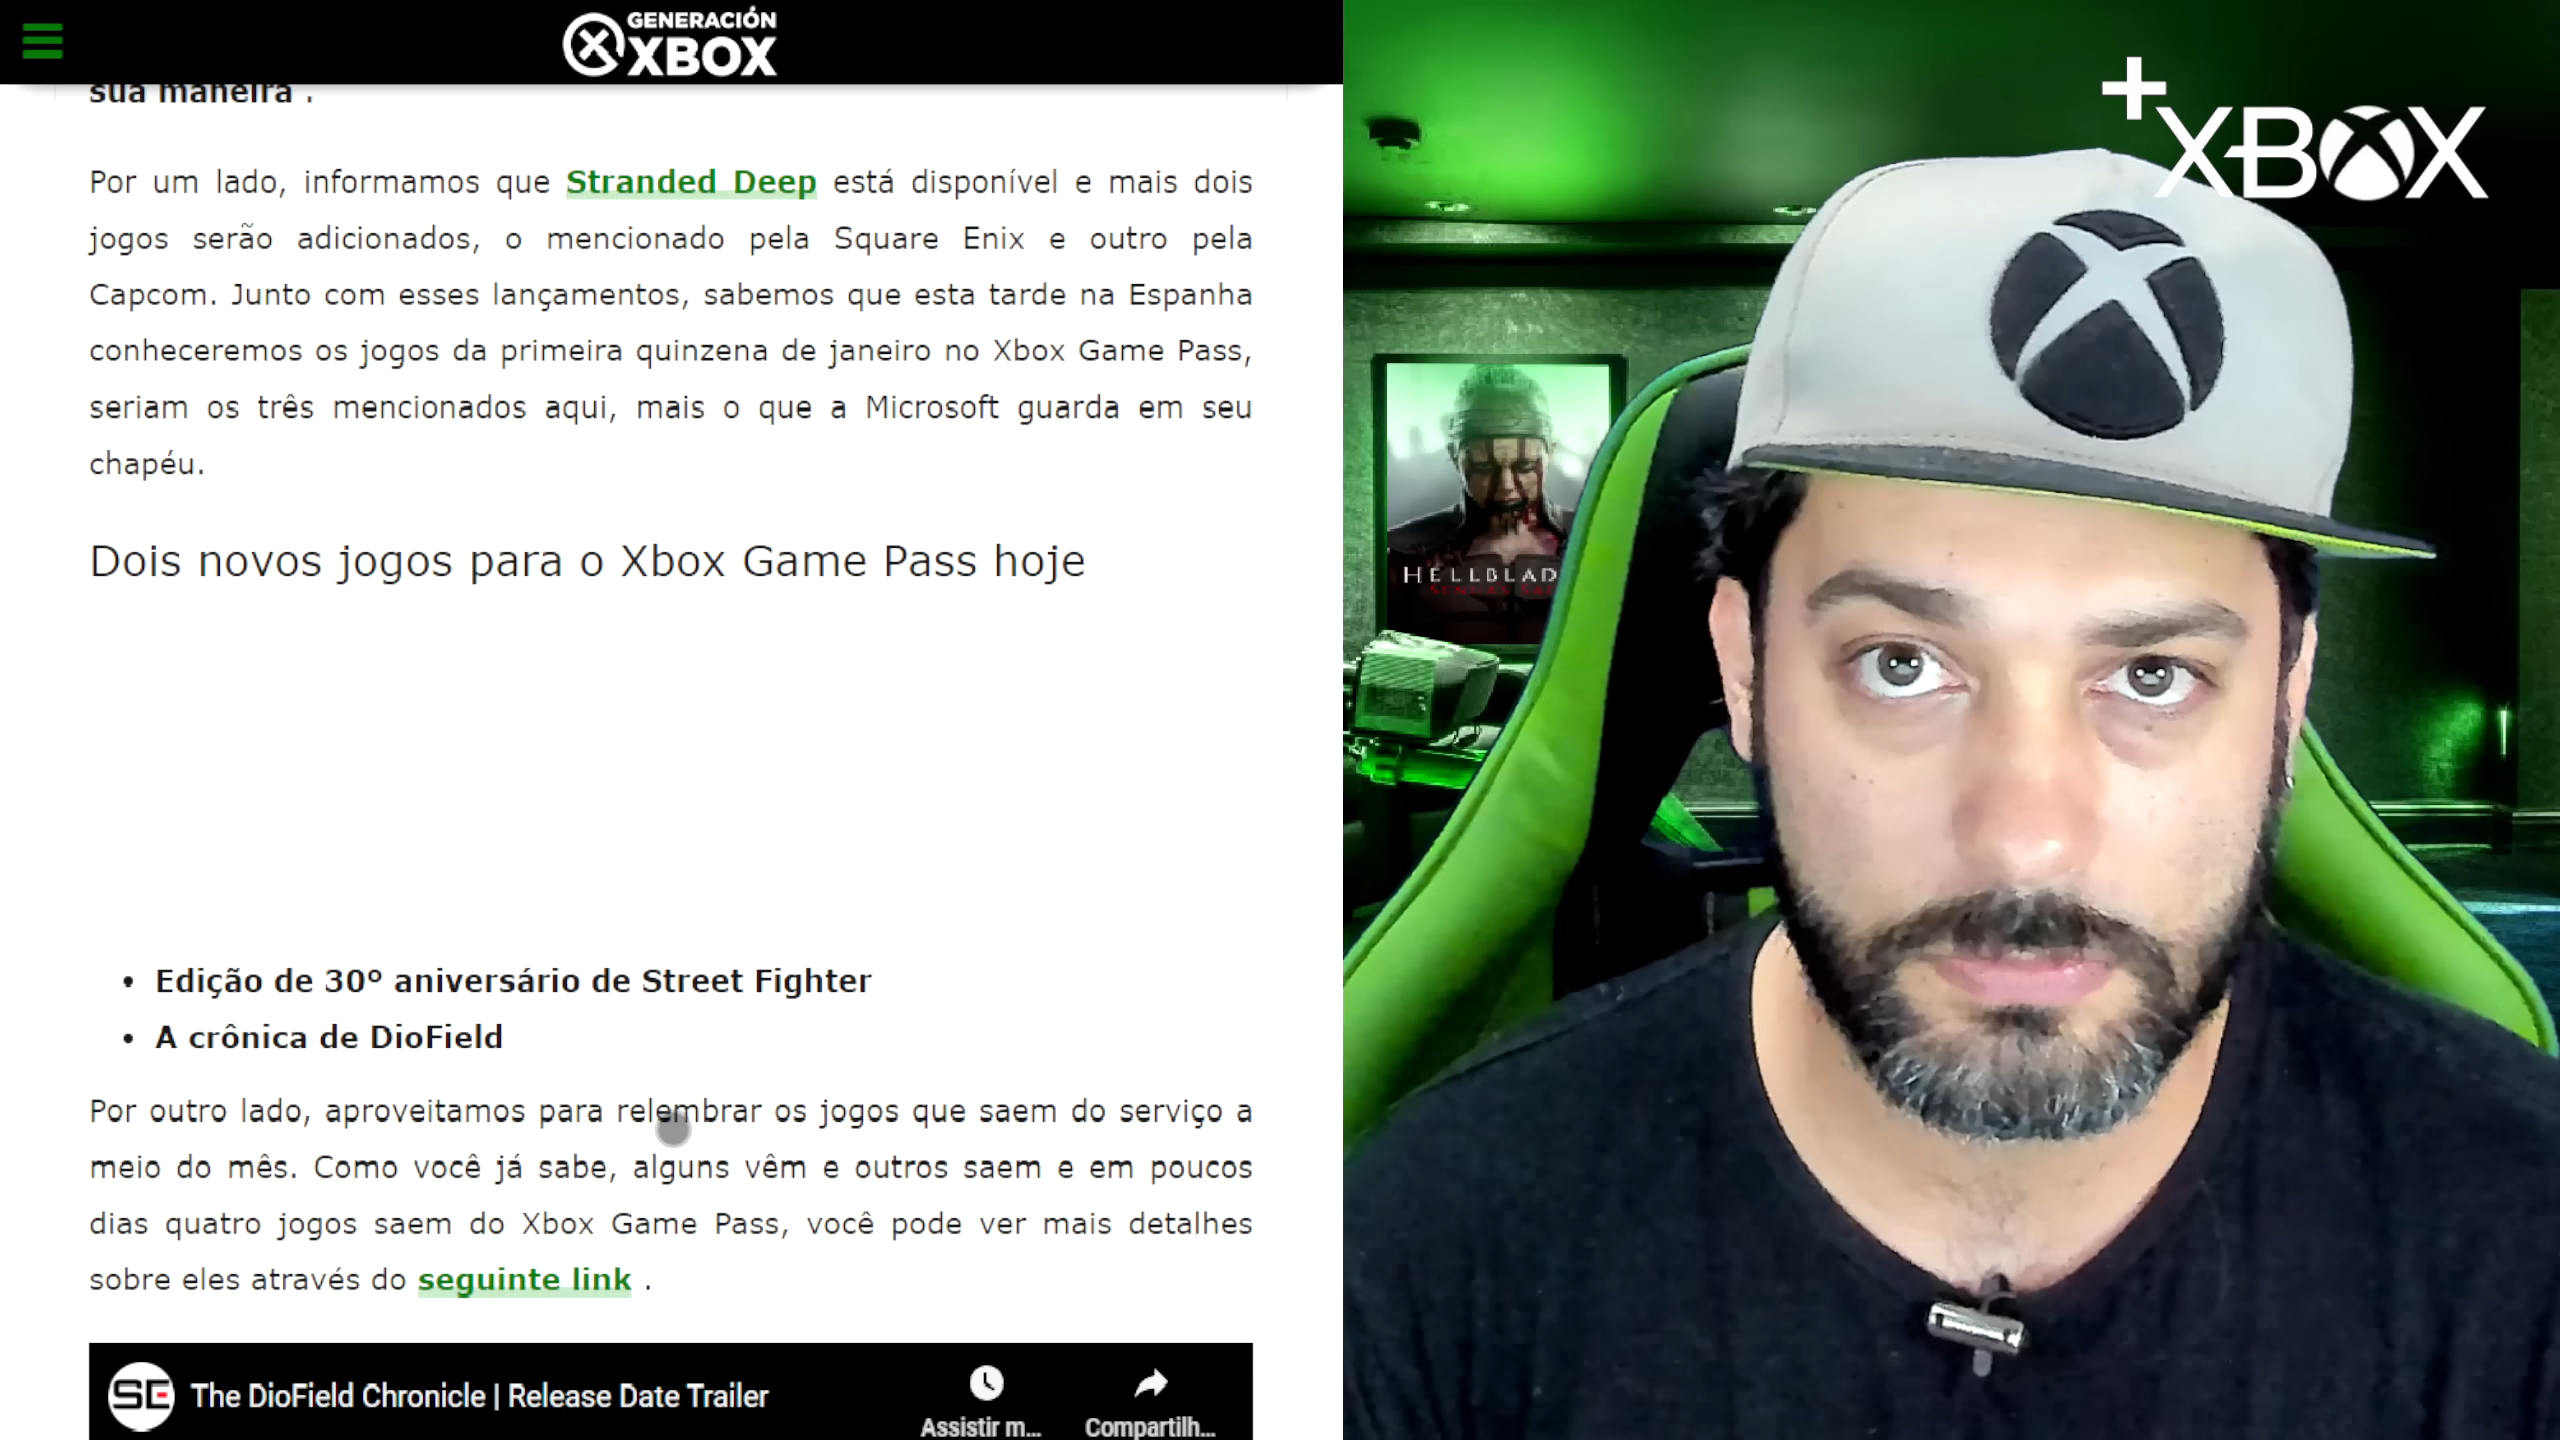 GENERACIÓN
XBOX
sua maneira .
Por um lado, informamos que Stranded Deep está disponível e mais dois
jogos serão adicionados, o mencionado pela Square Enix e outro pela
Capcom. Junto com esses lançamentos, sabemos que esta tarde na Espanha
conheceremos os jogos da primeira quinzena de janeiro no Xbox Game Pass,
seriam os três mencionados aqui, mais o que a Microsoft guarda em seu
chapéu.
Dois novos jogos para o Xbox Game Pass hoje
• Edição de 30º aniversário de Street Fighter
• A crônica de DioField
Por outro lado, aproveitamos para relembrar os jogos que saem do serviço a
meio do mês. Como você já sabe, alguns vêm e outros saem e em poucos
dias quatro jogos saem do Xbox Game Pass, você pode ver mais detalhes
sobre eles através do seguinte link .
SE
The DioField Chronicle | Release Date Trailer
Assistir m...
Compartilh...
+XBOX
HELLBLAD